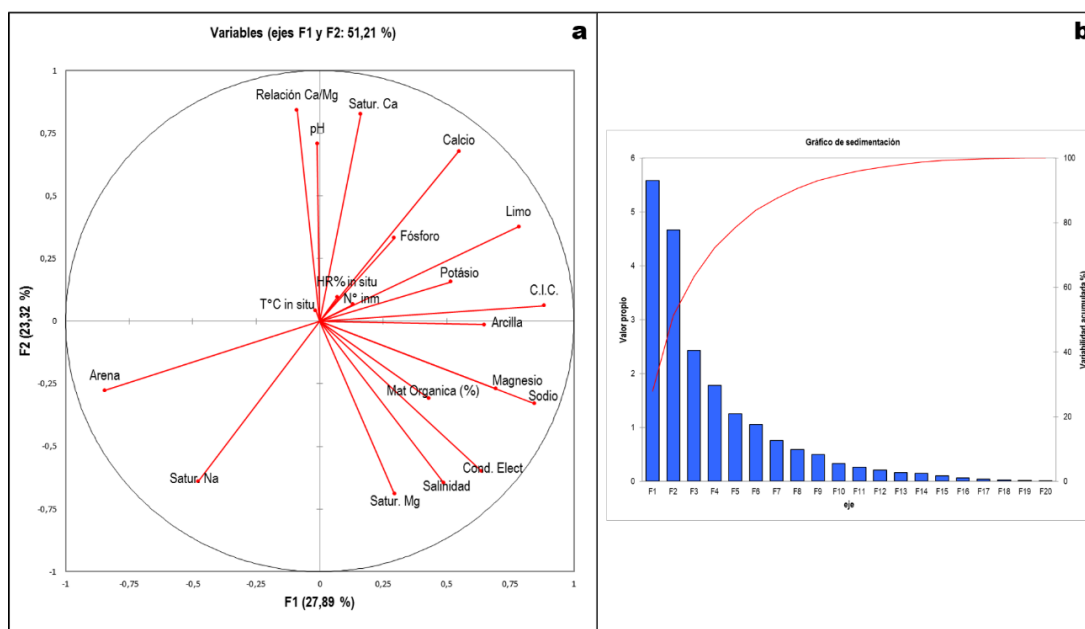 Variables (ejes F1 y F2: 51,21 %)
a
1
0,75
0,5
0,25
0
-0,25
-0,5
-0,75
-1
F2 (23,32 %)
Relación Ca/Mg
Satur. Ca
pH
Calcio
Limo
Fósforo
Potásio
HR% in situ
N° inm
T°C in situ
C.I.C.
Arcilla
Arena
Magnesio
Mat Organica (%)
Sodio
Satur. Na
Cond. Elect
Salinidad
Satur. Mg
-1 -0,75 -0,5 -0,25 0 0,25 0,5 0,75 1
F1 (27,89 %)
b
Gráfico de sedimentación
6
5
4
3
2
1
0
Valor propio
100
80
60
40
20
0
Variabilidad acumulada (%)
F1 F2 F3 F4 F5 F6 F7 F8 F9 F10 F11 F12 F13 F14 F15 F16 F17 F18 F19 F20
eje